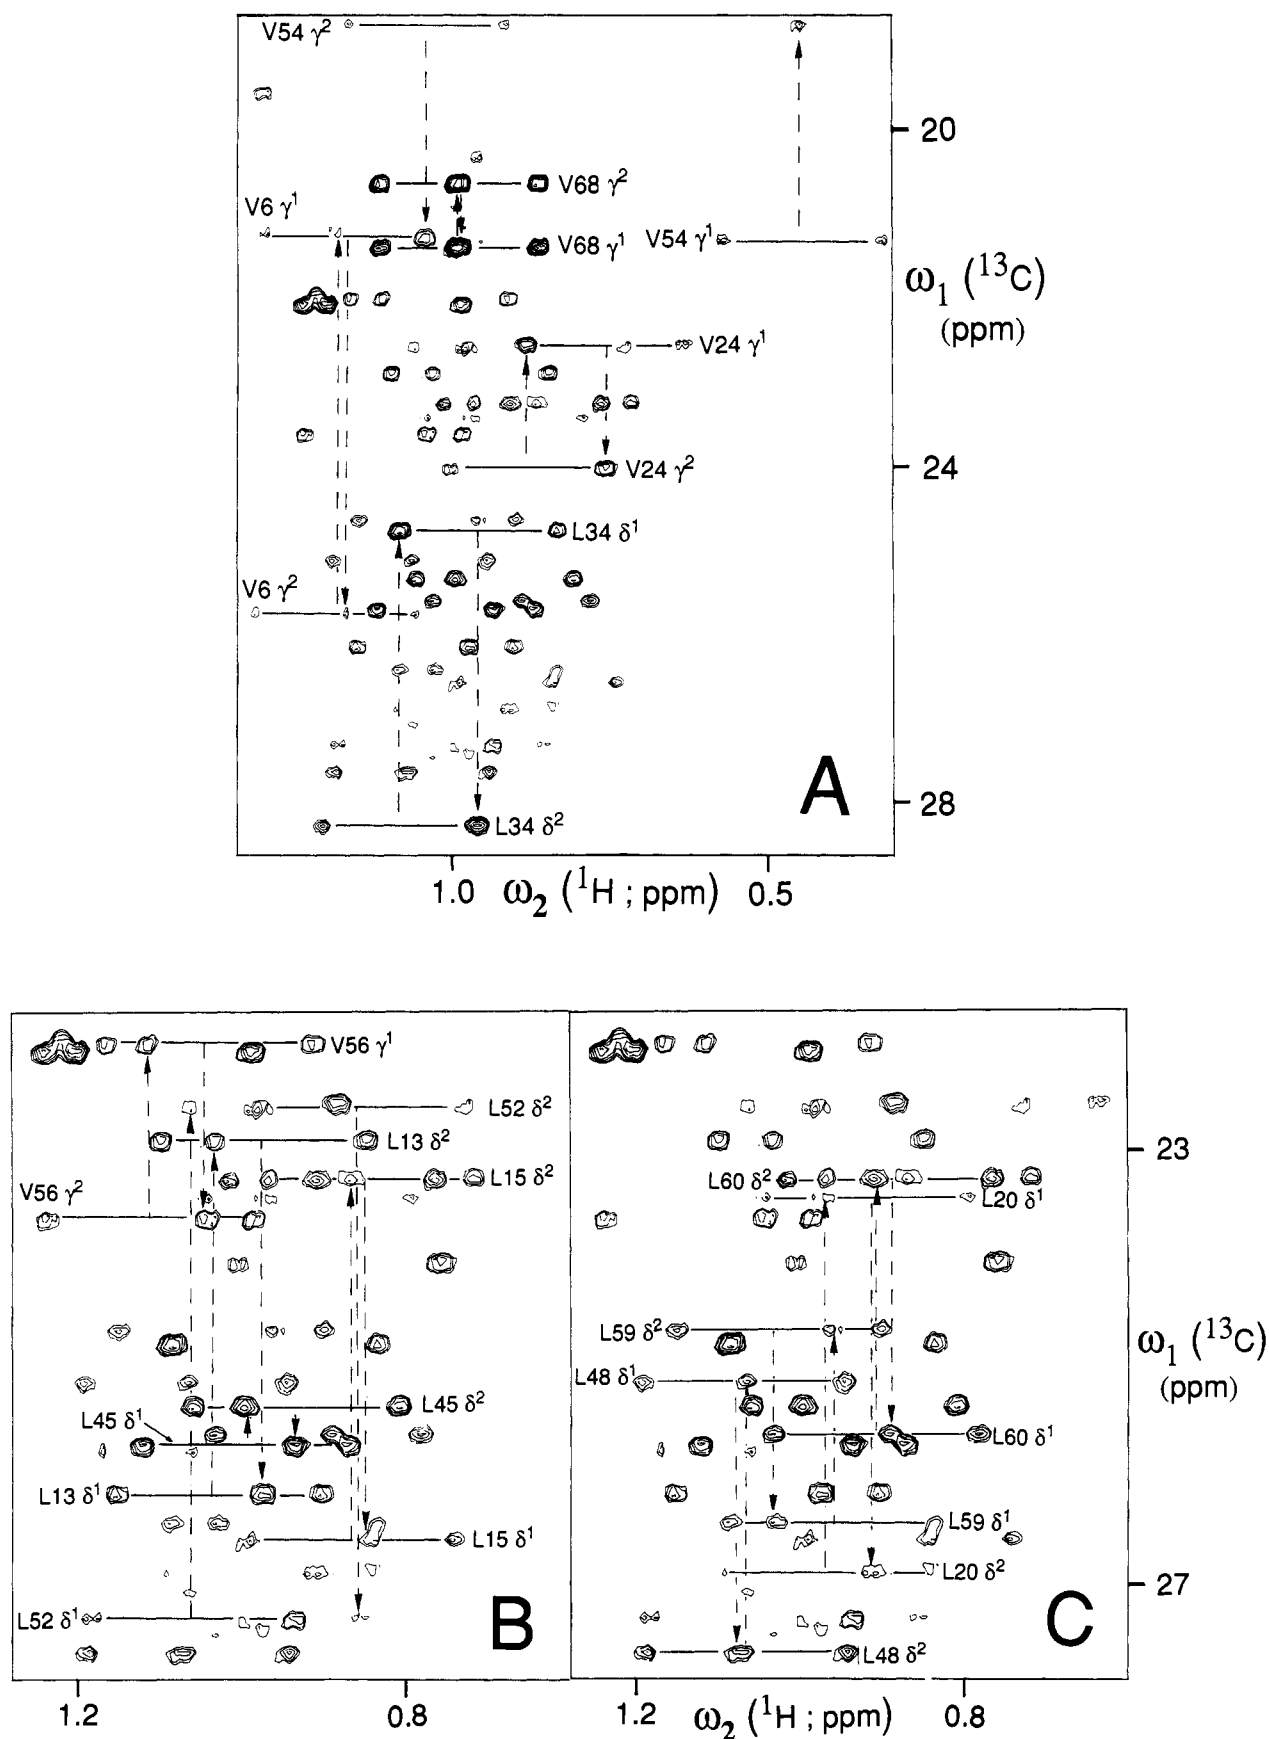 V54 γ²
20
V68 γ²
V6 γ¹
V68 γ¹
V54 γ¹
ω₁ (¹³C)
(ppm)
V24 γ¹
V24 γ²
24
L34 δ¹
V6 γ²
A
28
L34 δ²
1.0 ω₂ (¹H ; ppm) 0.5
V56 γ¹
L52 δ²
L13 δ²
23
L15 δ²
L60 δ²
V56 γ²
L20 δ¹
L59 δ²
ω₁ (¹³C)
(ppm)
L48 δ¹
L45 δ²
L45 δ¹
L60 δ¹
L13 δ¹
L59 δ¹
L15 δ¹
L20 δ²
27
L52 δ¹
B
C
L48 δ²
1.2 0.8 1.2 ω₂ (¹H ; ppm) 0.8